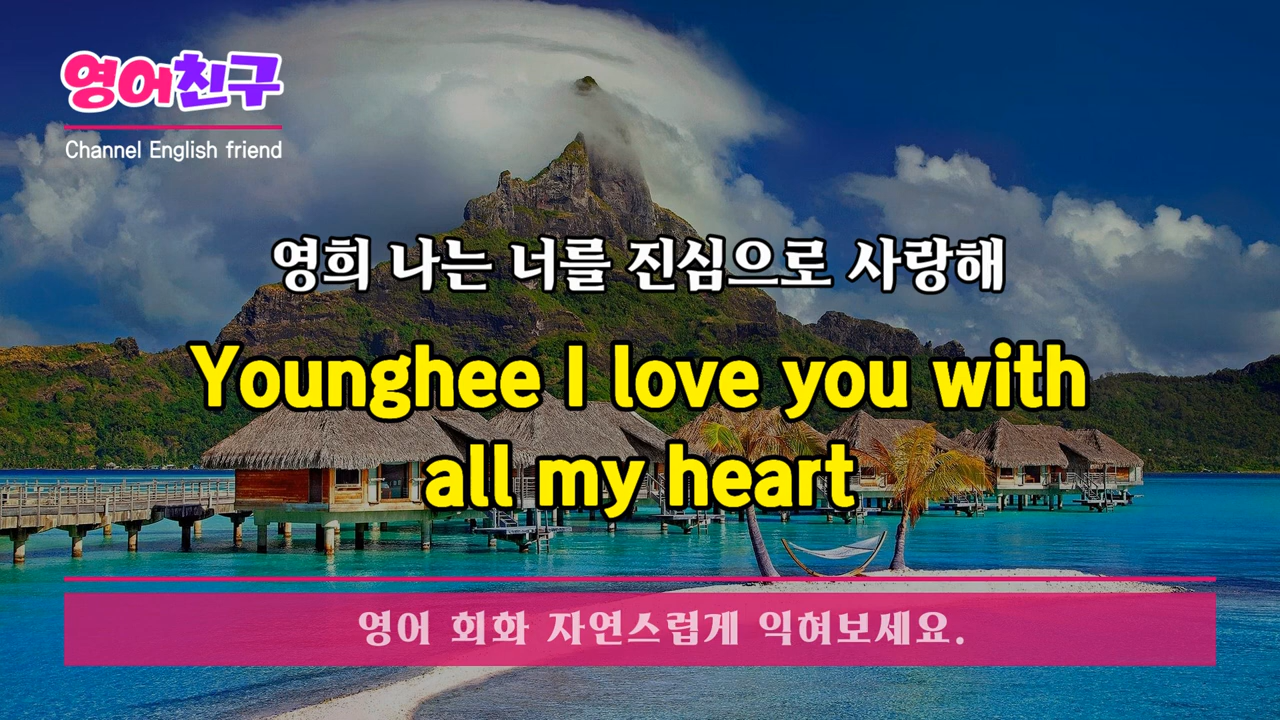 영어친구
Channel English friend
영희 나는 너를 진심으로 사랑해
Younghee I love you with
all my heart
영어 회화 자연스럽게 익혀보세요.